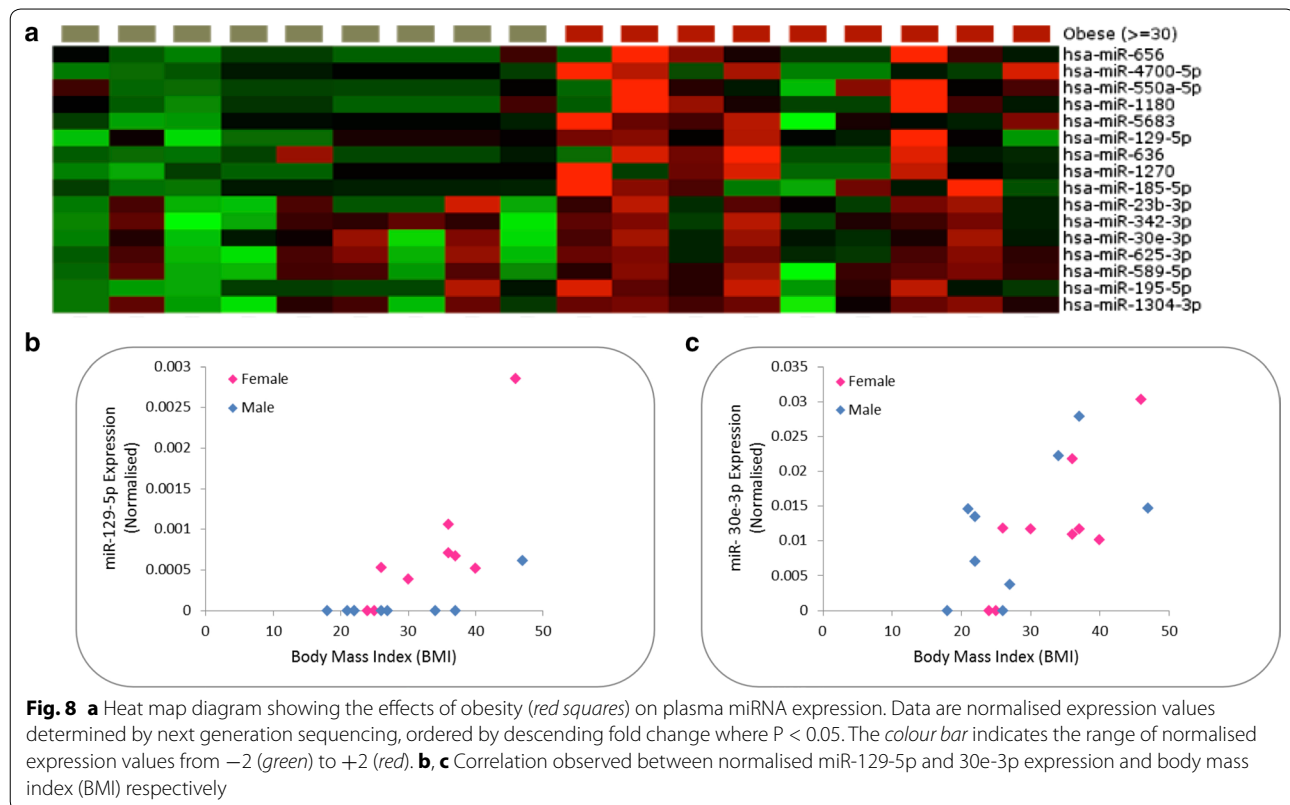 a
Obese (>=30)
hsa-miR-656
hsa-miR-4700-5p
hsa-miR-550a-5p
hsa-miR-1180
hsa-miR-5683
hsa-miR-129-5p
hsa-miR-636
hsa-miR-1270
hsa-miR-185-5p
hsa-miR-23b-3p
hsa-miR-342-3p
hsa-miR-30e-3p
hsa-miR-625-3p
hsa-miR-589-5p
hsa-miR-195-5p
hsa-miR-1304-3p
b
miR-129-5p Expression
(Normalised)
0.003
0.0025
0.002
0.0015
0.001
0.0005
0
Female
Male
0 10 20 30 40 50
Body Mass Index (BMI)
c
miR- 30e-3p Expression
(Normalised)
0.035
0.03
0.025
0.02
0.015
0.01
0.005
0
Female
Male
0 10 20 30 40 50
Body Mass Index (BMI)
Fig. 8 a Heat map diagram showing the effects of obesity (red squares) on plasma miRNA expression. Data are normalised expression values
determined by next generation sequencing, ordered by descending fold change where P < 0.05. The colour bar indicates the range of normalised
expression values from −2 (green) to +2 (red). b, c Correlation observed between normalised miR-129-5p and 30e-3p expression and body mass
index (BMI) respectively